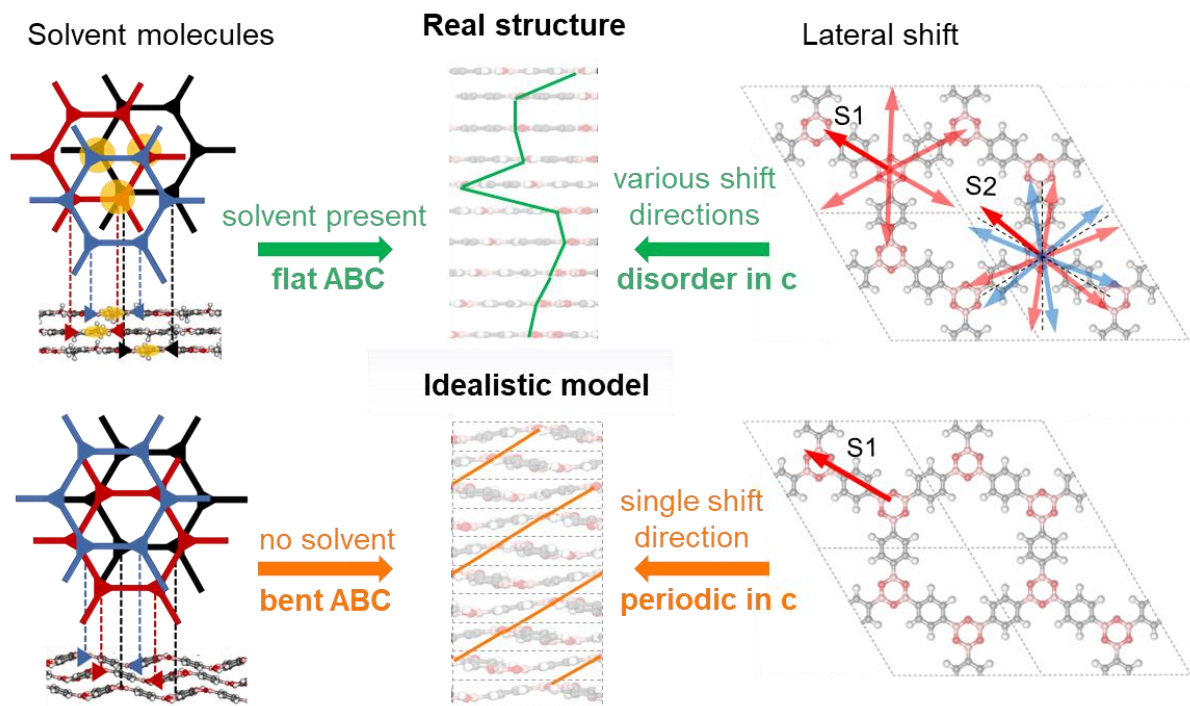 Solvent molecules
Real structure
Lateral shift
S1
S2
solvent present
flat ABC
various shift
directions
disorder in c
Idealistic model
S1
no solvent
bent ABC
single shift
direction
periodic in c